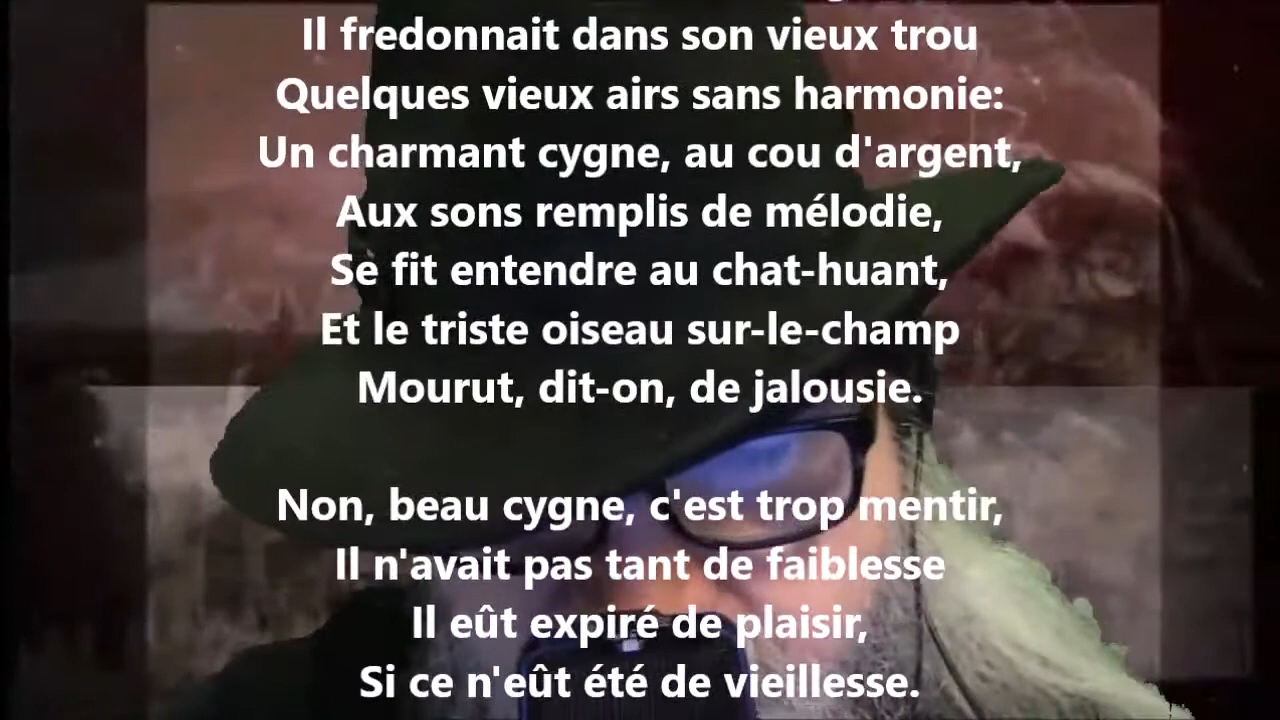 Il fredonnait dans son vieux trou
Quelques vieux airs sans harmonie:
Un charmant cygne, au cou d'argent,
Aux sons remplis de mélodie,
Se fit entendre au chat-huant,
Et le triste oiseau sur-le-champ
Mourut, dit-on, de jalousie.
Non, beau cygne, c'est trop mentir,
Il n'avait pas tant de faiblesse
Il eût expiré de plaisir,
Si ce n'eût été de vieillesse.